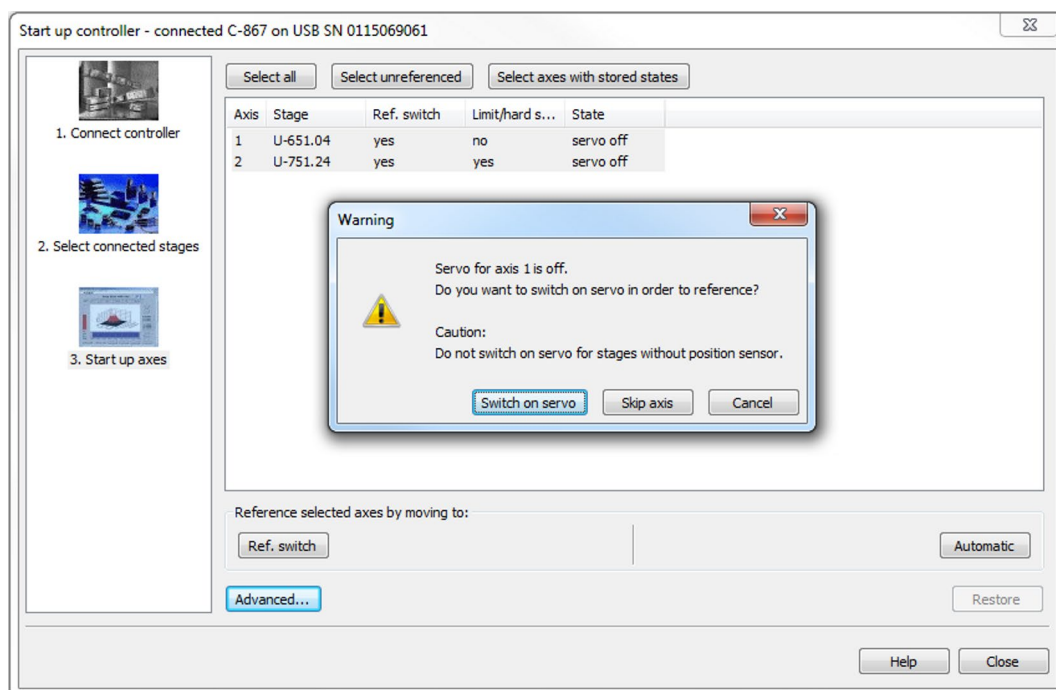 Start up controller - connected C-867 on USB SN 0115069061
1. Connect controller
2. Select connected stages
3. Start up axes
Select all
Select unreferenced
Select axes with stored states
Axis Stage Ref. switch Limit/hard s... State
1 U-651.04 yes no servo off
2 U-751.24 yes yes servo off
Warning
Servo for axis 1 is off.
Do you want to switch on servo in order to reference?
Caution:
Do not switch on servo for stages without position sensor.
Switch on servo
Skip axis
Cancel
Reference selected axes by moving to:
Ref. switch
Automatic
Advanced...
Restore
Help
Close